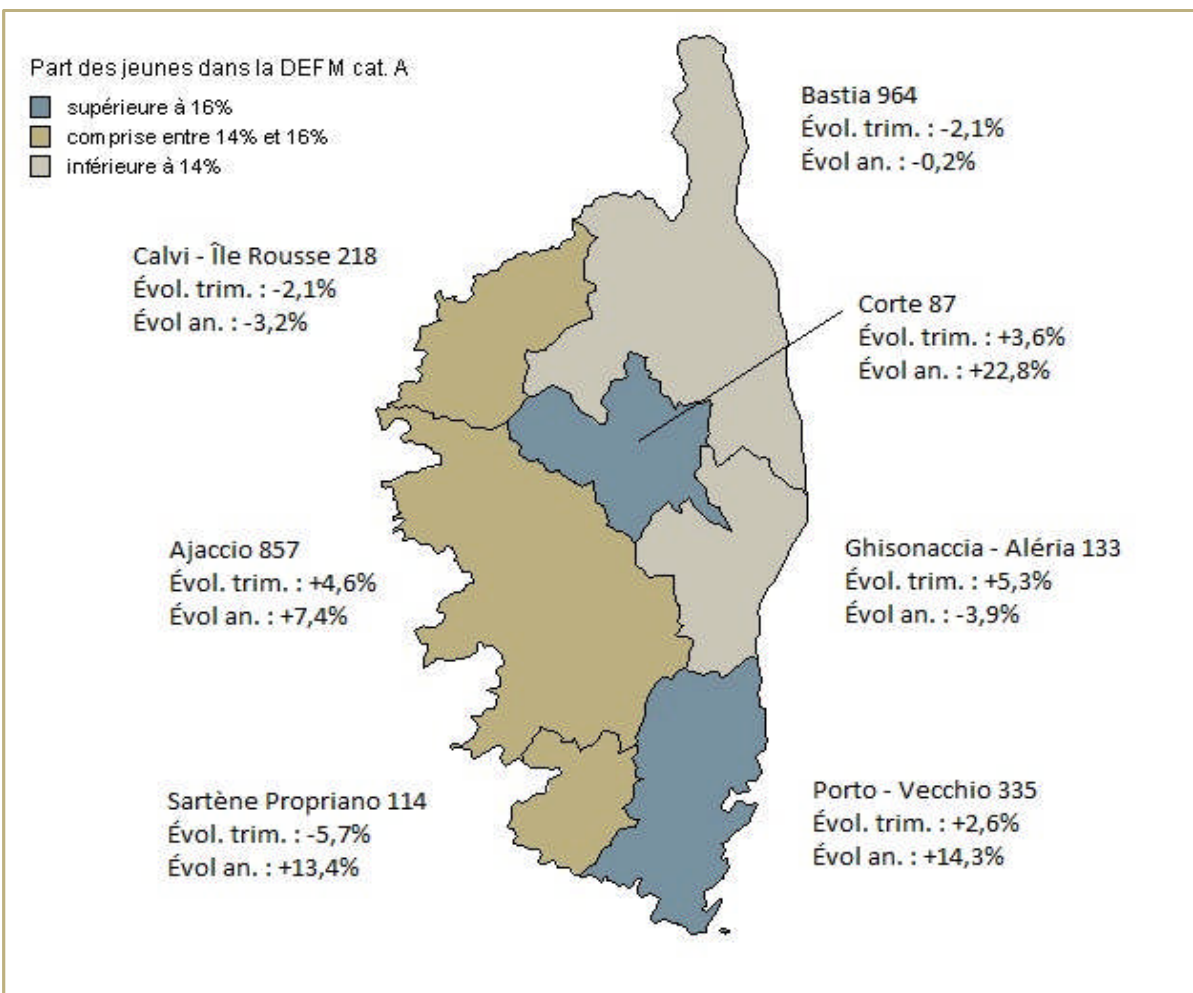 Part des jeunes dans la DEFM cat. A
supérieure à 16%
comprise entre 14% et 16%
inférieure à 14%
Bastia 964
Évol. trim. : -2,1%
Évol an. : -0,2%
Calvi - Île Rousse 218
Évol. trim. : -2,1%
Évol an. : -3,2%
Corte 87
Évol. trim. : +3,6%
Évol an. : +22,8%
Ajaccio 857
Évol. trim. : +4,6%
Évol an. : +7,4%
Ghisonaccia - Aléria 133
Évol. trim. : +5,3%
Évol an. : -3,9%
Sartène Propriano 114
Évol. trim. : -5,7%
Évol an. : +13,4%
Porto - Vecchio 335
Évol. trim. : +2,6%
Évol an. : +14,3%